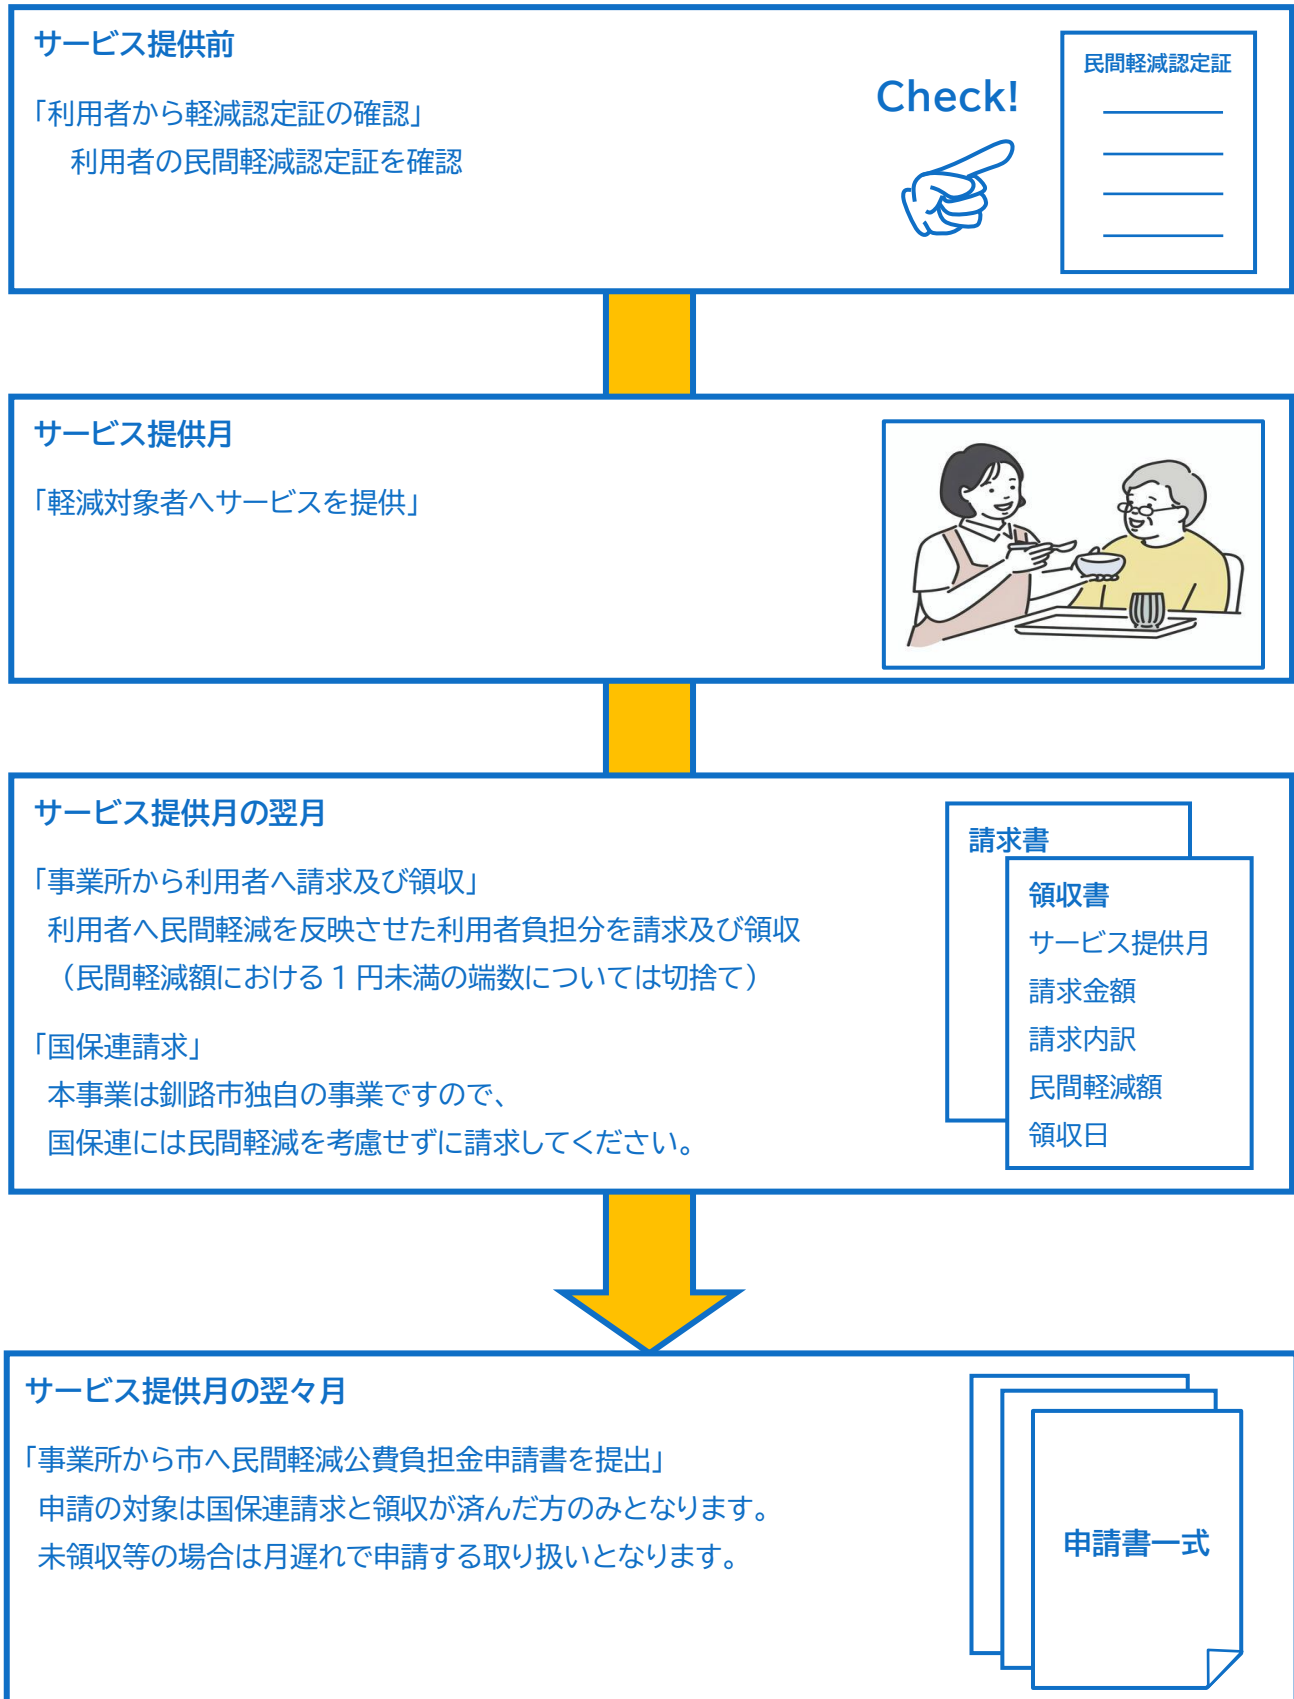 サービス提供前
「利用者から軽減認定証の確認」
利用者の民間軽減認定証を確認
Check!
民間軽減認定証
サービス提供月
「軽減対象者へサービスを提供」
サービス提供月の翌月
「事業所から利用者へ請求及び領収」
利用者へ民間軽減を反映させた利用者負担分を請求及び領収
（民間軽減額における１円未満の端数については切捨て）
「国保連請求」
本事業は釧路市独自の事業ですので、
国保連には民間軽減を考慮せずに請求してください。
請求書
領収書
サービス提供月
請求金額
請求内訳
民間軽減額
領収日
サービス提供月の翌々月
「事業所から市へ民間軽減公費負担金申請書を提出」
申請の対象は国保連請求と領収が済んだ方のみとなります。
未領収等の場合は月遅れで申請する取り扱いとなります。
申請書一式